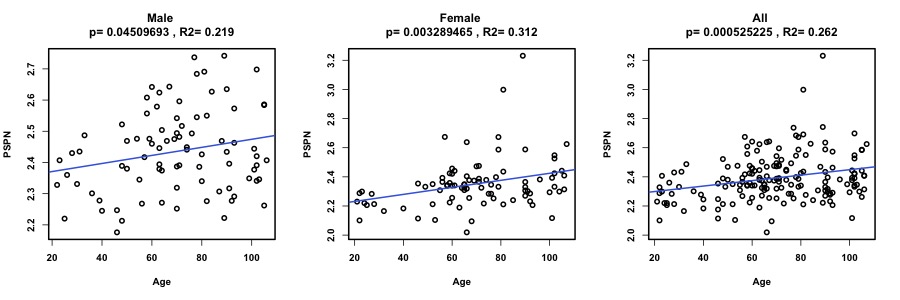 Male
p= 0.04509693 , R2= 0.219
PSPN
2.7
2.6
2.5
2.4
2.3
2.2
20 40 60 80 100
Age
Female
p= 0.003289465 , R2= 0.312
PSPN
3.2
3.0
2.8
2.6
2.4
2.2
2.0
20 40 60 80 100
Age
All
p= 0.000525225 , R2= 0.262
PSPN
3.2
3.0
2.8
2.6
2.4
2.2
2.0
20 40 60 80 100
Age